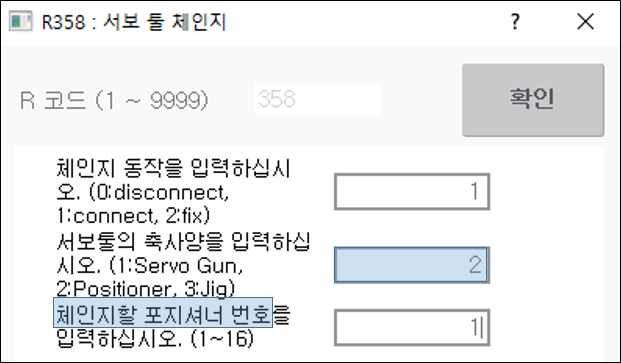 R358 : 서보 툴 체인지
? ×
R 코드 (1 ~ 9999)
358
확인
체인지 동작을 입력하십시
오. (0:disconnect,
1:connect, 2:fix)
1
서보툴의 축사양을 입력하십
시오. (1:Servo Gun,
2:Positioner, 3:Jig)
2
체인지할 포지셔너 번호를
입력하십시오. (1~16)
1